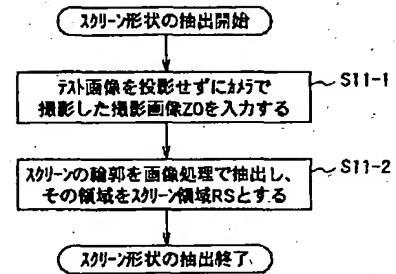 スクリーン形状の抽出開始
テスト画像を投影せずにカメラで
撮影した撮影画像Z0を入力する
S11-1
スクリーンの輪郭を画像処理で抽出し、
その領域をスクリーン領域RSとする
S11-2
スクリーン形状の抽出終了